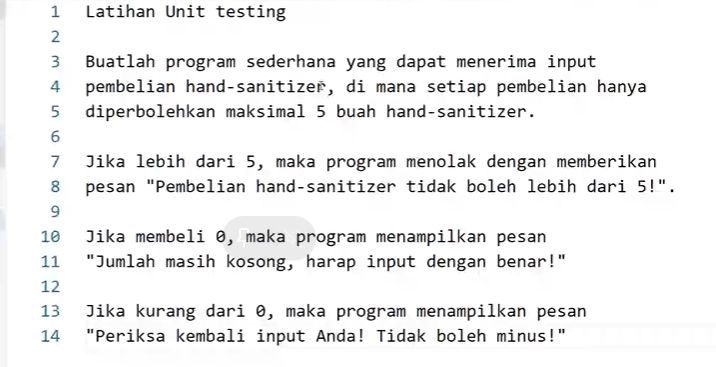 1 Latihan Unit testing
2
3 Buatlah program sederhana yang dapat menerima input
4 pembelian hand-sanitizer, di mana setiap pembelian hanya
5 diperbolehkan maksimal 5 buah hand-sanitizer.
6
7 Jika lebih dari 5, maka program menolak dengan memberikan
8 pesan "Pembelian hand-sanitizer tidak boleh lebih dari 5!".
9
10 Jika membeli 0, maka program menampilkan pesan
11 "Jumlah masih kosong, harap input dengan benar!"
12
13 Jika kurang dari 0, maka program menampilkan pesan
14 "Periksa kembali input Anda! Tidak boleh minus!"